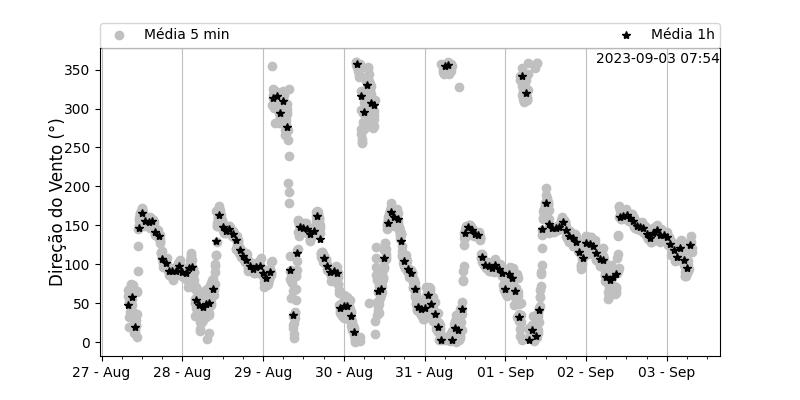 Média 5 min
Média 1h
2023-09-03 07:54
Direção do Vento (°)
350
300
250
200
150
100
50
0
27 - Aug
28 - Aug
29 - Aug
30 - Aug
31 - Aug
01 - Sep
02 - Sep
03 - Sep